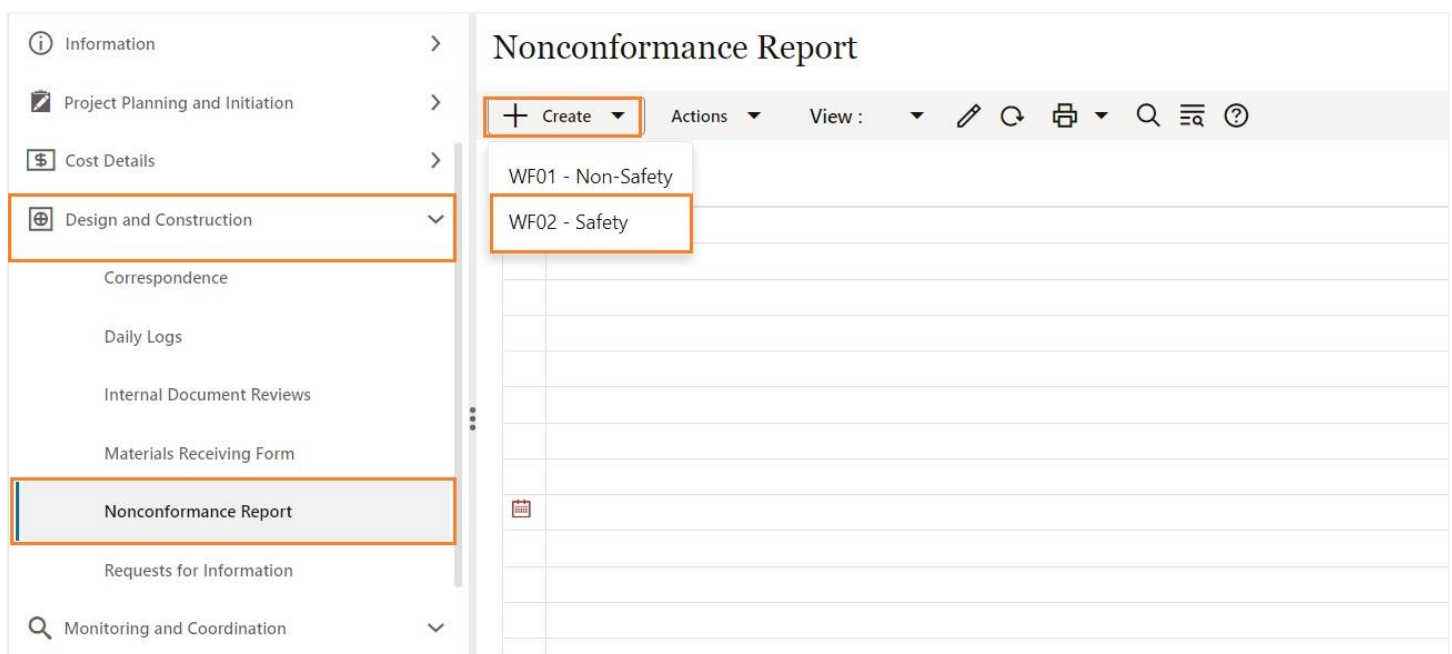 Information
Project Planning and Initiation
Cost Details
Design and Construction
Correspondence
Daily Logs
Internal Document Reviews
Materials Receiving Form
Nonconformance Report
Requests for Information
Monitoring and Coordination
Nonconformance Report
Create Actions View :
WF01 - Non-Safety
WF02 - Safety